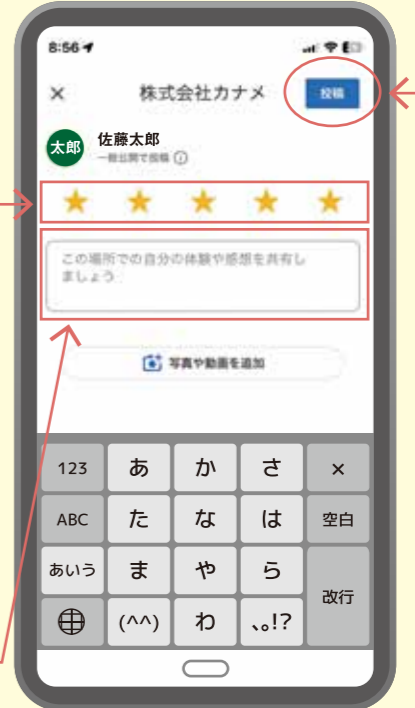 8:56
× 株式会社カナメ 投稿
太郎 佐藤太郎
一般公開で投稿
この場所での自分の体験や感想を共有し
ましょう
写真や動画を追加
123 あ か さ ×
ABC た な は 空白
あいう ま や ら
改行
(^^) わ 、。!?